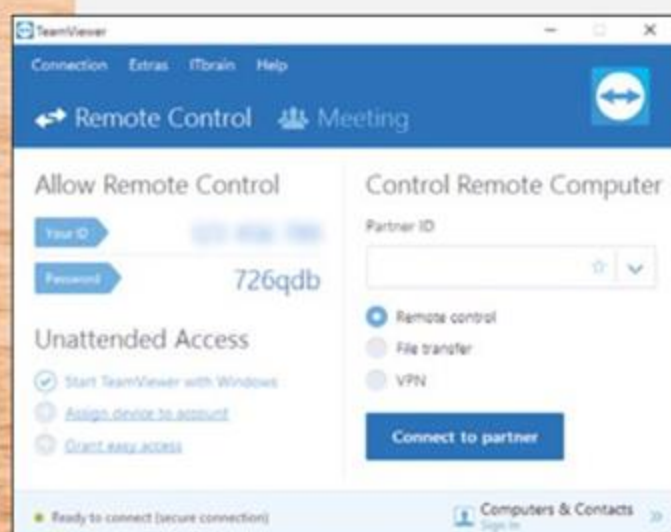 TeamViewer
Connection Extras ITbrain Help
Remote Control Meeting
Allow Remote Control
Your ID
Password 726qdb
Unattended Access
Start TeamViewer with Windows
Assign device to account
Grant easy access
Control Remote Computer
Partner ID
Remote control
File transfer
VPN
Connect to partner
Ready to connect (secure connection)
Computers & Contacts
Sign In